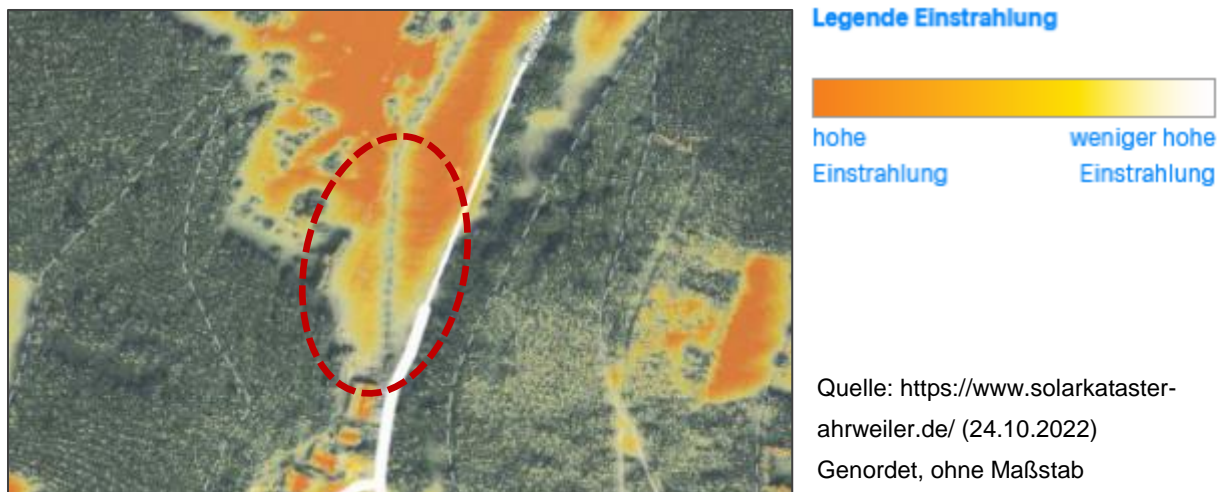 Legende Einstrahlung
hohe weniger hohe
Einstrahlung Einstrahlung
Quelle: https://www.solarkataster-
ahrweiler.de/ (24.10.2022)
Genordet, ohne Maßstab